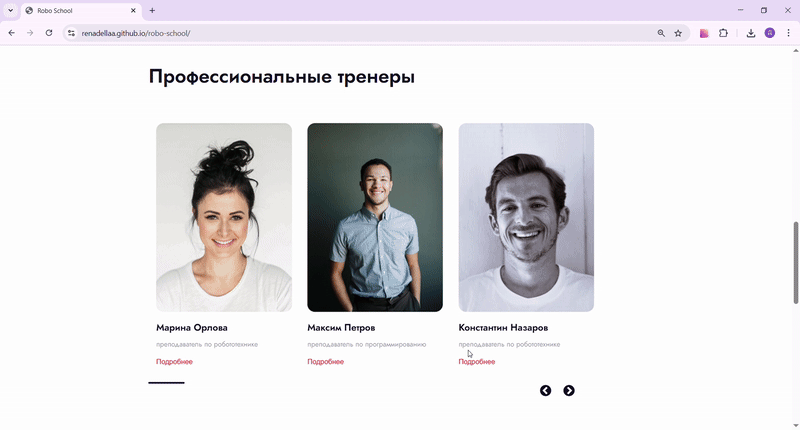 Robo School
renadellaa.github.io/robo-school/
Профессиональные тренеры
Марина Орлова
преподаватель по робототехнике
Подробнее
Максим Петров
преподаватель по программированию
Подробнее
Константин Назаров
преподаватель по робототехнике
Подробнее